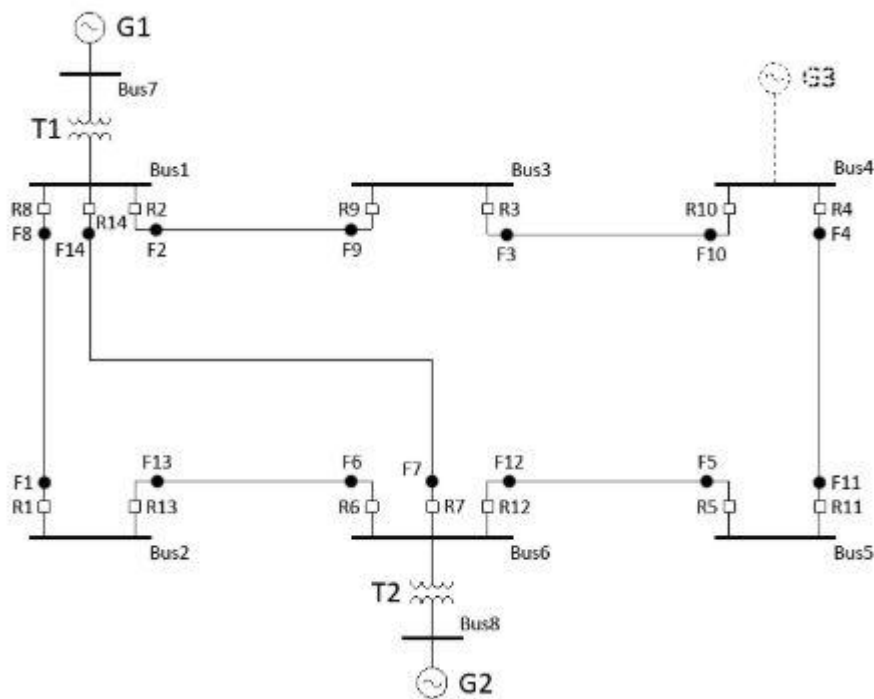 G1
Bus7
G3
T1
Bus1
Bus3
Bus4
R8
R14
R2
R9
R3
R10
R4
F8
F14
F2
F9
F3
F10
F4
F1
F13
F6
F7
F12
F5
F11
R1
R13
R6
R7
R12
R5
R11
Bus2
Bus6
Bus5
T2
Bus8
G2